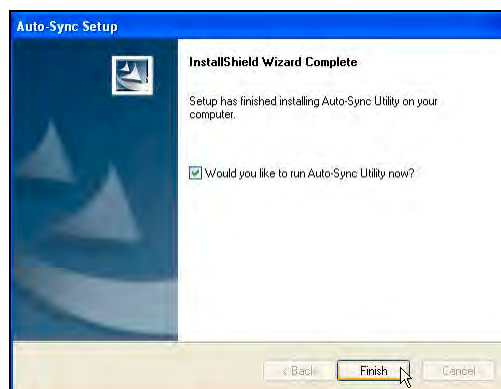 Auto-Sync Setup
InstallShield Wizard Complete
Setup has finished installing Auto-Sync Utility on your
computer.
Would you like to run Auto-Sync Utility now?
< Back
Finish
Cancel